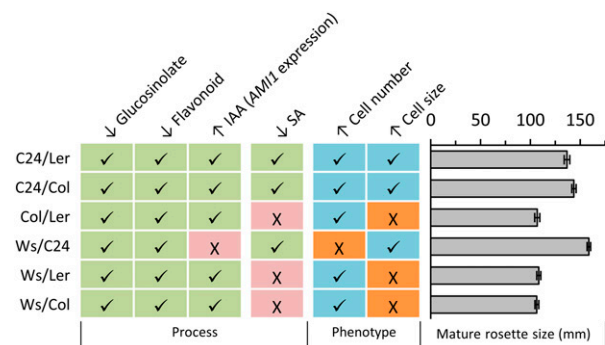 ↓ Glucosinolate
↓ Flavonoid
↑ IAA (AMI1 expression)
↓ SA
↑ Cell number
↑ Cell size
0 50 100 150
C24/Ler ✓ ✓ ✓ ✓ ✓ ✓
C24/Col ✓ ✓ ✓ ✓ ✓ ✓
Col/Ler ✓ ✓ ✓ X ✓ X
Ws/C24 ✓ ✓ X ✓ X ✓
Ws/Ler ✓ ✓ ✓ X ✓ X
Ws/Col ✓ ✓ ✓ X ✓ X
Process Phenotype Mature rosette size (mm)